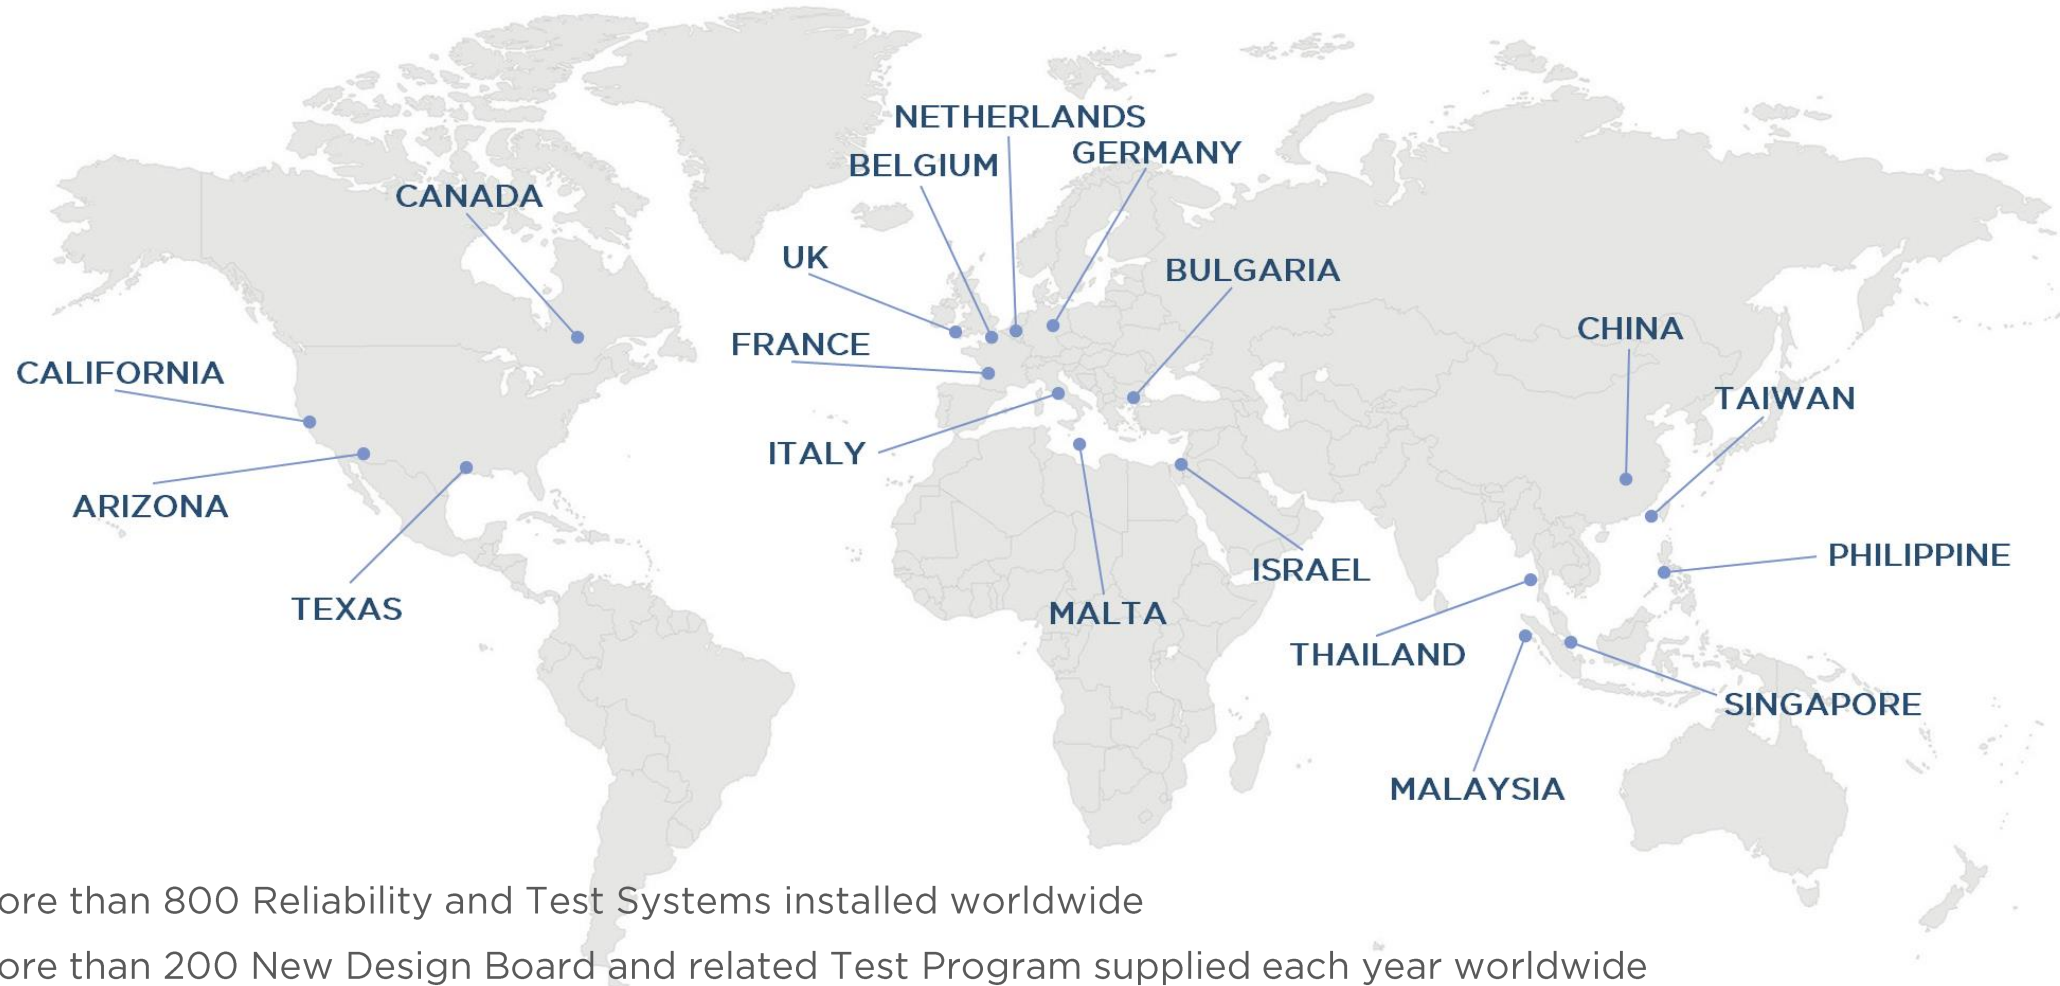 NETHERLANDS
GERMANY
BELGIUM
CANADA
UK
BULGARIA
CHINA
FRANCE
CALIFORNIA
TAIWAN
ITALY
ARIZONA
PHILIPPINE
ISRAEL
TEXAS
MALTA
THAILAND
SINGAPORE
MALAYSIA
ore than 800 Reliability and Test Systems installed worldwide
ore than 200 New Design Board and related Test Program supplied each year worldwide